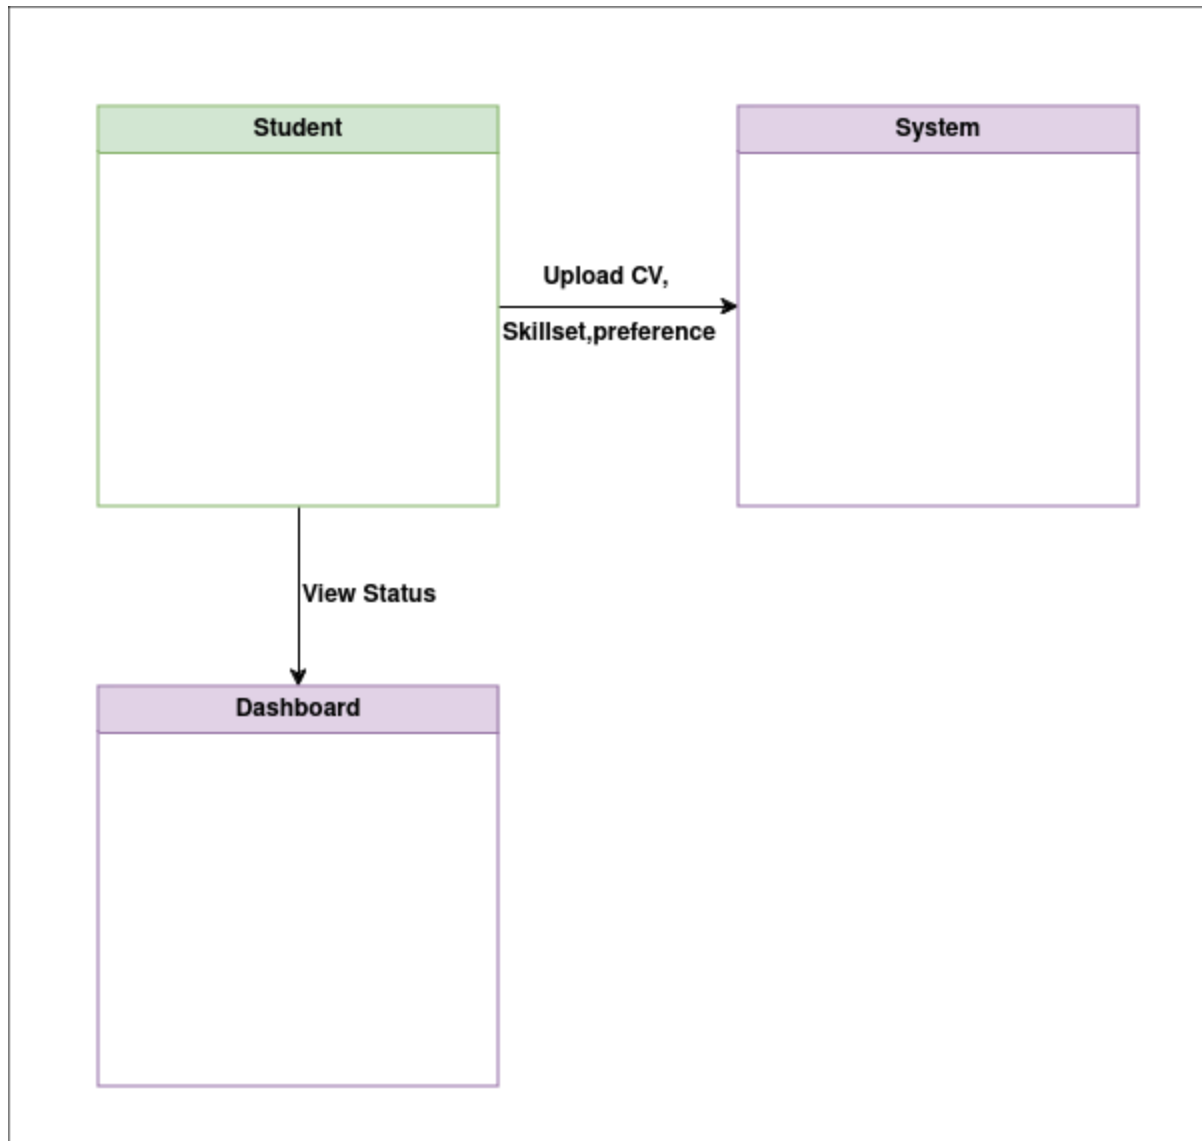 Student
System
Upload CV,
Skillset,preference
View Status
Dashboard